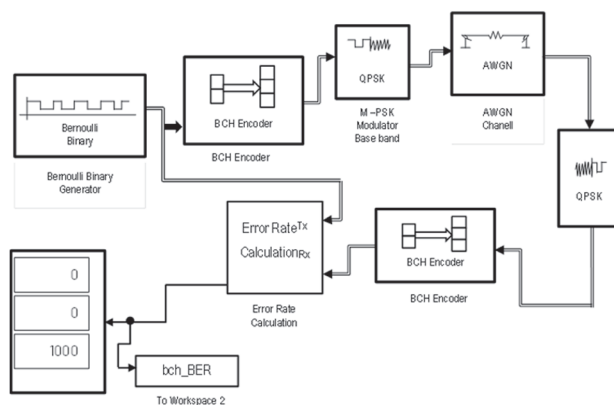 Bernoulli
Binary
Bernoulli Binary
Generator
BCH Encoder
BCH Encoder
QPSK
M –PSK
Modulator
Base band
AWGN
AWGN
Chanell
QPSK
Error Rate Tx
Calculation Rx
Error Rate
Calculation
BCH Encoder
BCH Encoder
0
0
1000
bch_BER
To Workspace 2